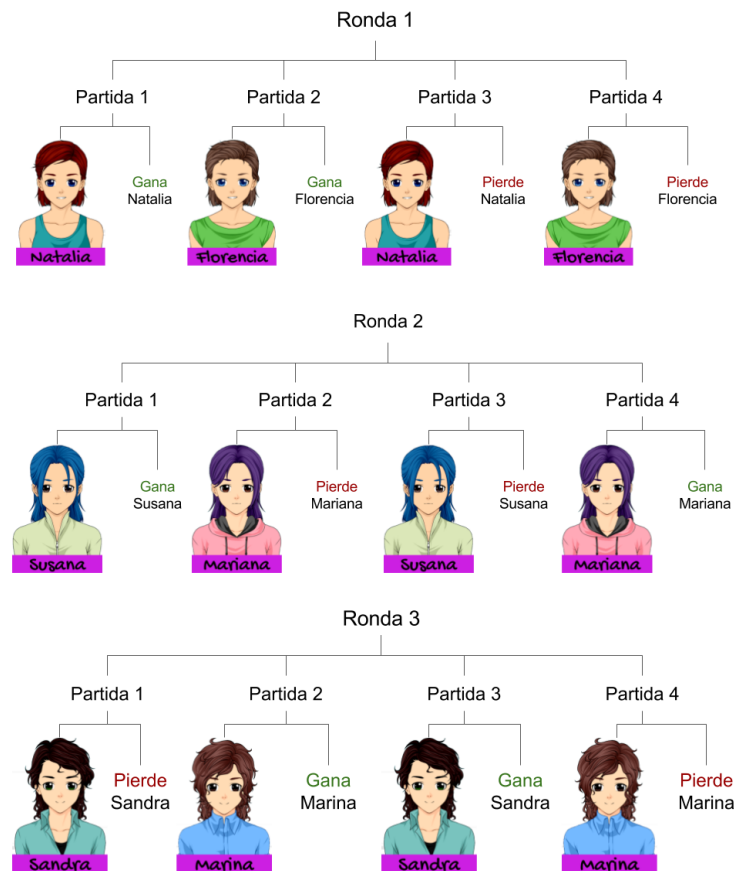 Ronda 1
Partida 1
Partida 2
Partida 3
Partida 4
Gana
Natalia
Gana
Florencia
Pierde
Natalia
Pierde
Florencia
Natalia
Florencia
Natalia
Florencia
Ronda 2
Partida 1
Partida 2
Partida 3
Partida 4
Gana
Susana
Pierde
Mariana
Pierde
Susana
Gana
Mariana
Susana
Mariana
Susana
Mariana
Ronda 3
Partida 1
Partida 2
Partida 3
Partida 4
Pierde
Sandra
Gana
Marina
Gana
Sandra
Pierde
Marina
Sandra
Marina
Sandra
Marina